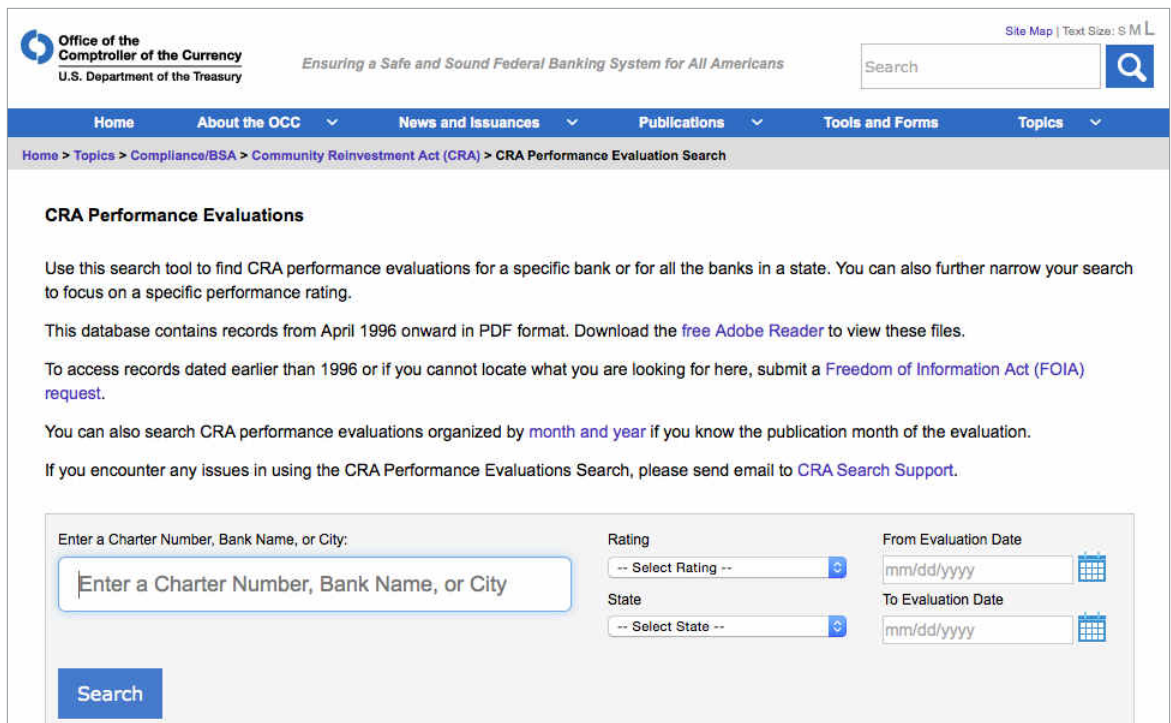 Office of the
Comptroller of the Currency
U.S. Department of the Treasury
Ensuring a Safe and Sound Federal Banking System for All Americans
Site Map | Text Size: S M L
Search
Home About the OCC News and Issuances Publications Tools and Forms Topics
Home > Topics > Compliance/BSA > Community Reinvestment Act (CRA) > CRA Performance Evaluation Search
CRA Performance Evaluations
Use this search tool to find CRA performance evaluations for a specific bank or for all the banks in a state. You can also further narrow your search
to focus on a specific performance rating.
This database contains records from April 1996 onward in PDF format. Download the free Adobe Reader to view these files.
To access records dated earlier than 1996 or if you cannot locate what you are looking for here, submit a Freedom of Information Act (FOIA)
request.
You can also search CRA performance evaluations organized by month and year if you know the publication month of the evaluation.
If you encounter any issues in using the CRA Performance Evaluations Search, please send email to CRA Search Support.
Enter a Charter Number, Bank Name, or City:
Enter a Charter Number, Bank Name, or City
Rating
-- Select Rating --
State
-- Select State --
From Evaluation Date
mm/dd/yyyy
To Evaluation Date
mm/dd/yyyy
Search